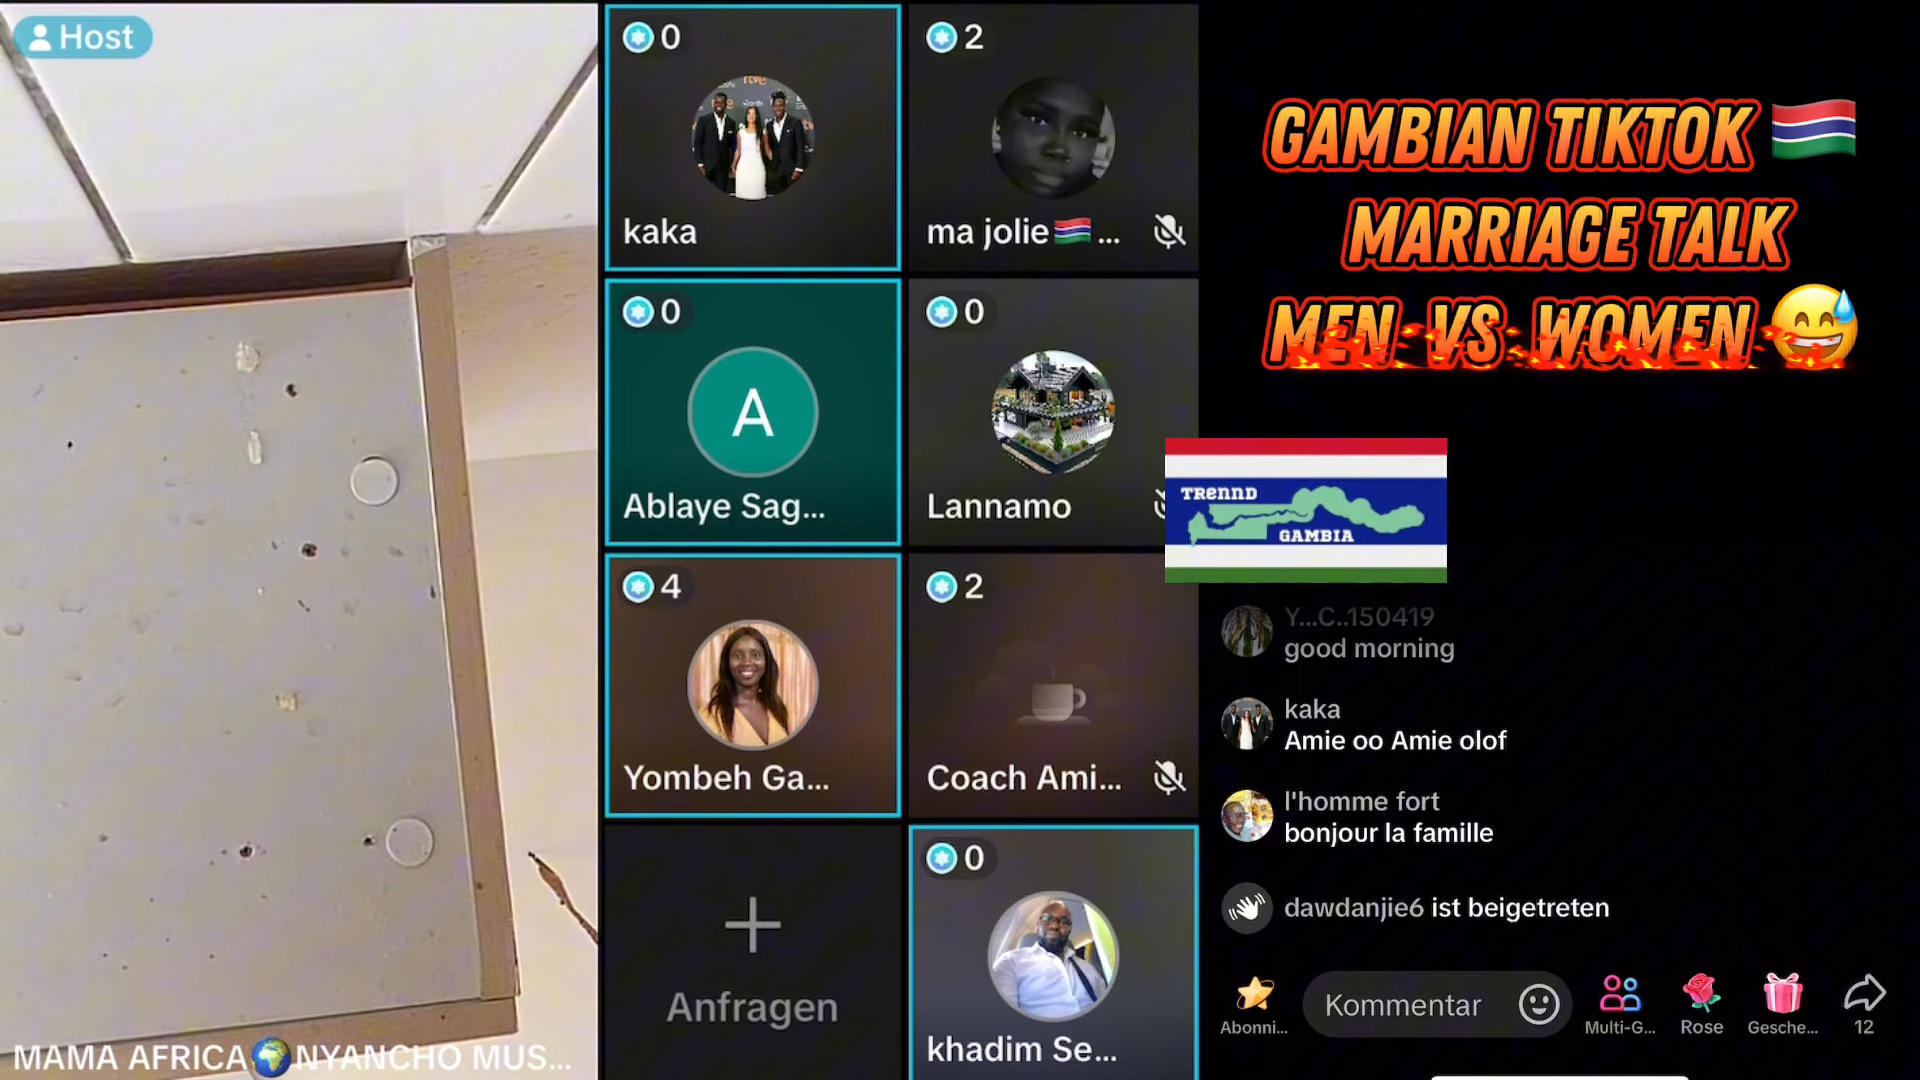 Host
MAMA AFRICA🌍NYANCHO MUS...
0
kaka
2
ma jolie🇬🇲...
0
A
Ablaye Sag...
0
Lannamo
4
Yombeh Ga...
2
Coach Ami...
+
Anfragen
0
khadim Se...
GAMBIAN TIKTOK 🇬🇲
MARRIAGE TALK
MEN VS WOMEN 😅
TRENND
GAMBIA
Y...C..150419
good morning
kaka
Amie oo Amie olof
l'homme fort
bonjour la famille
dawdanjie6 ist beigetreten
Abonni...
Kommentar
Multi-G...
Rose
Gesche...
12